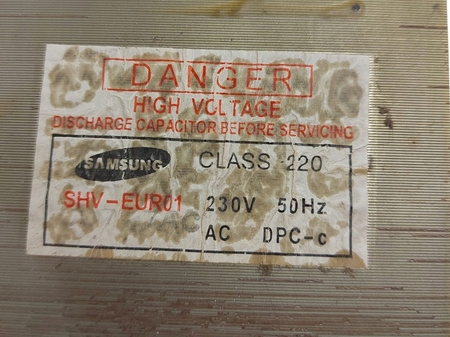 DANGER
HIGH VOLTAGE
DISCHARGE CAPACITOR BEFORE SERVICING
SAMSUNG CLASS 220
SHV-EUR01 230V 50Hz
AC DPC-c